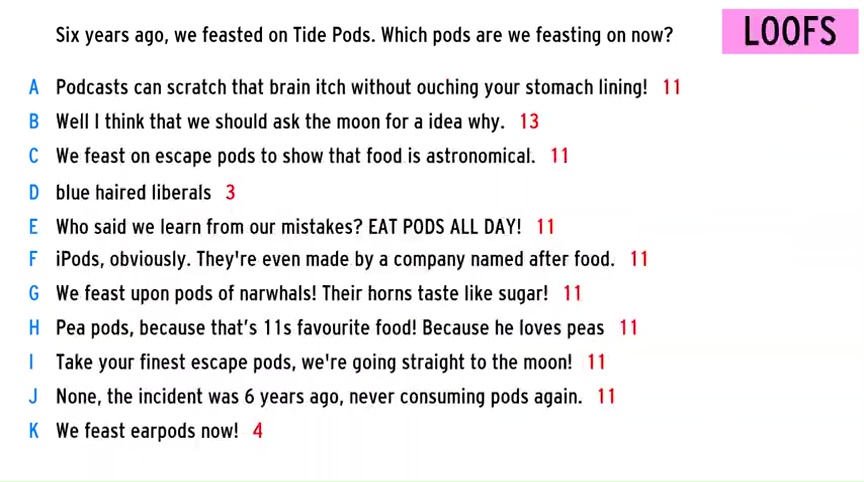 Six years ago, we feasted on Tide Pods. Which pods are we feasting on now?
LOOFS
A Podcasts can scratch that brain itch without ouching your stomach lining! 11
B Well I think that we should ask the moon for a idea why. 13
C We feast on escape pods to show that food is astronomical. 11
D blue haired liberals 3
E Who said we learn from our mistakes? EAT PODS ALL DAY! 11
F iPods, obviously. They're even made by a company named after food. 11
G We feast upon pods of narwhals! Their horns taste like sugar! 11
H Pea pods, because that's 11s favourite food! Because he loves peas 11
I Take your finest escape pods, we're going straight to the moon! 11
J None, the incident was 6 years ago, never consuming pods again. 11
K We feast earpods now! 4